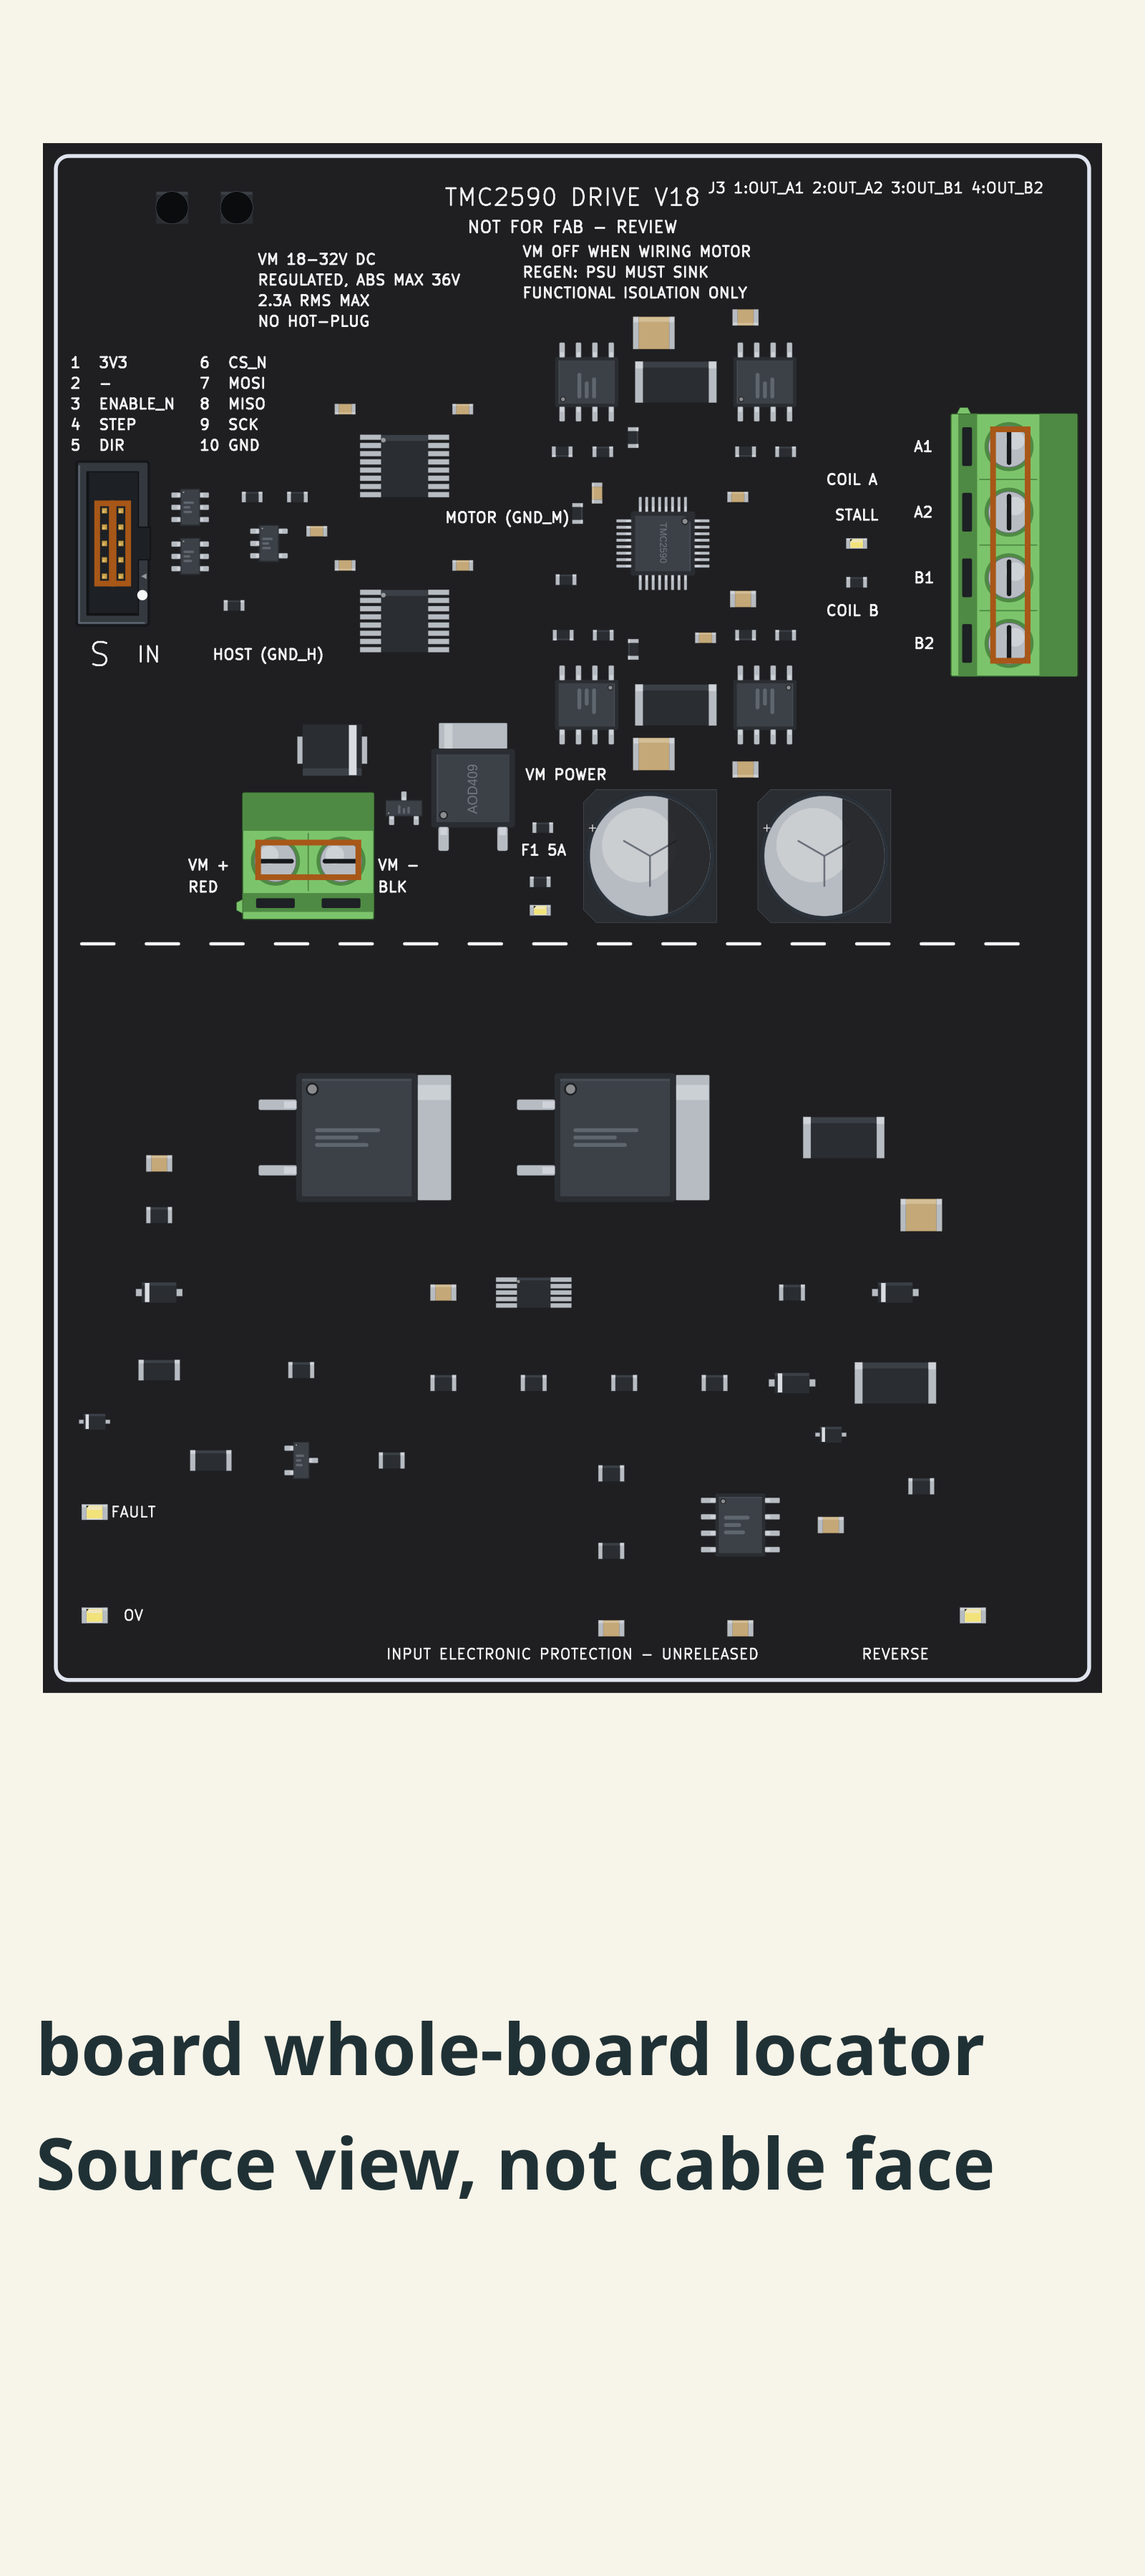 TMC2590 DRIVE V18
J3 1:OUT_A1 2:OUT_A2 3:OUT_B1 4:OUT_B2
NOT FOR FAB – REVIEW
VM 18–32V DC
REGULATED, ABS MAX 36V
2.3A RMS MAX
NO HOT–PLUG
VM OFF WHEN WIRING MOTOR
REGEN: PSU MUST SINK
FUNCTIONAL ISOLATION ONLY
1 3V3 6 CS_N
2 – 7 MOSI
3 ENABLE_N 8 MISO
4 STEP 9 SCK
5 DIR 10 GND
A1
COIL A
A2
STALL
MOTOR (GND_M)
TMC2590
B1
COIL B
B2
S IN
HOST (GND_H)
AOD409
VM POWER
F1 5A
VM +
RED
VM –
BLK
+
+
FAULT
OV
INPUT ELECTRONIC PROTECTION – UNRELEASED
REVERSE
board whole-board locator
Source view, not cable face